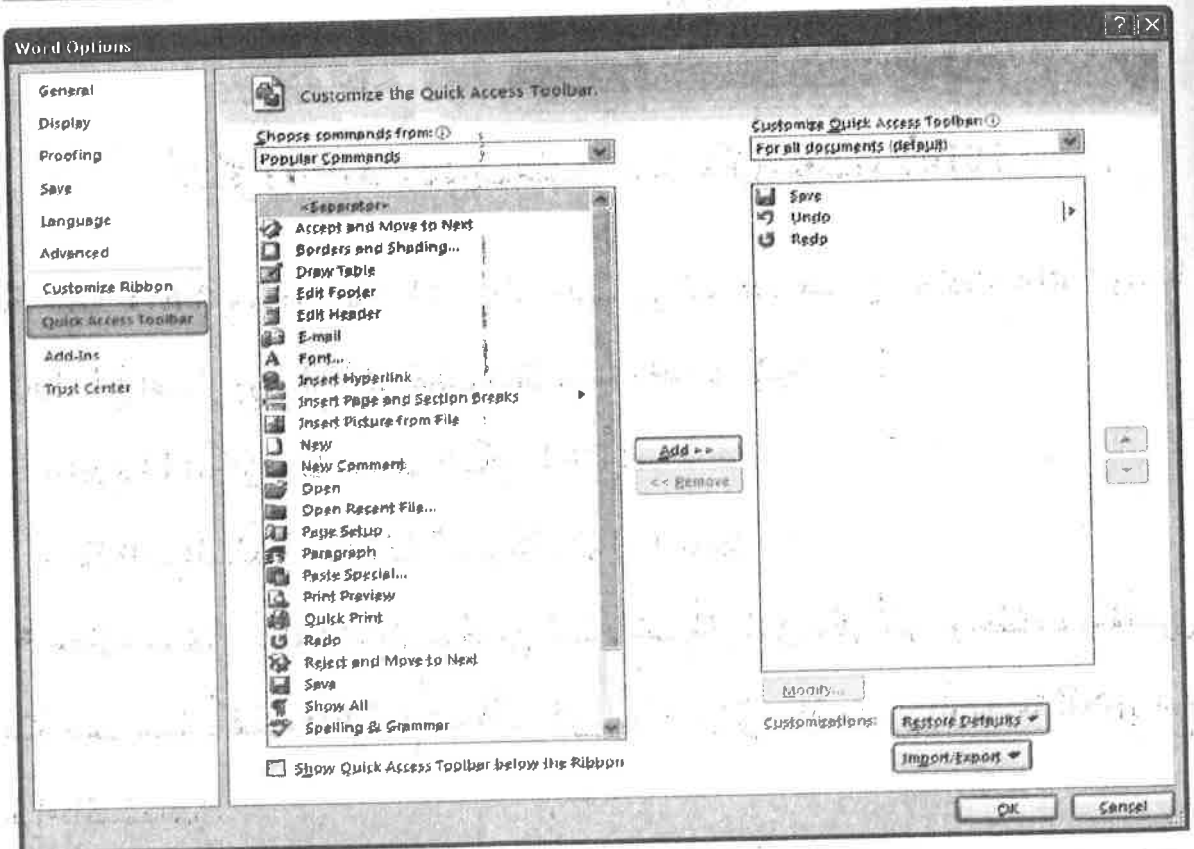 Word Options
General
Display
Proofing
Save
Language
Advanced
Customize Ribbon
Quick Access Toolbar
Add-Ins
Trust Center
Customize the Quick Access Toolbar.
Choose commands from:
Popular Commands
<Separator>
Accept and Move to Next
Borders and Shading...
Draw Table
Edit Footer
Edit Header
E-mail
Font...
Insert Hyperlink
Insert Page and Section Breaks
Insert Picture from File
New
New Comment
Open
Open Recent File...
Page Setup
Paragraph
Paste Special...
Print Preview
Quick Print
Redo
Reject and Move to Next
Save
Show All
Spelling & Grammar
Show Quick Access Toolbar below the Ribbon
Add >>
<< Remove
Customize Quick Access Toolbar:
For all documents (default)
Save
Undo
Redo
Modify...
Customizations:
Restore Defaults
Import/Export
OK
Cancel